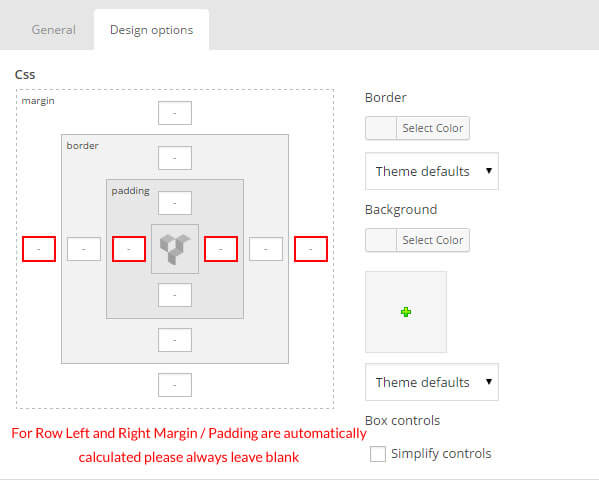 General
Design options
Css
margin
-
border
-
padding
-
- - - - - -
-
-
-
For Row Left and Right Margin / Padding are automatically
calculated please always leave blank
Border
Select Color
Theme defaults
Background
Select Color
Theme defaults
Box controls
Simplify controls